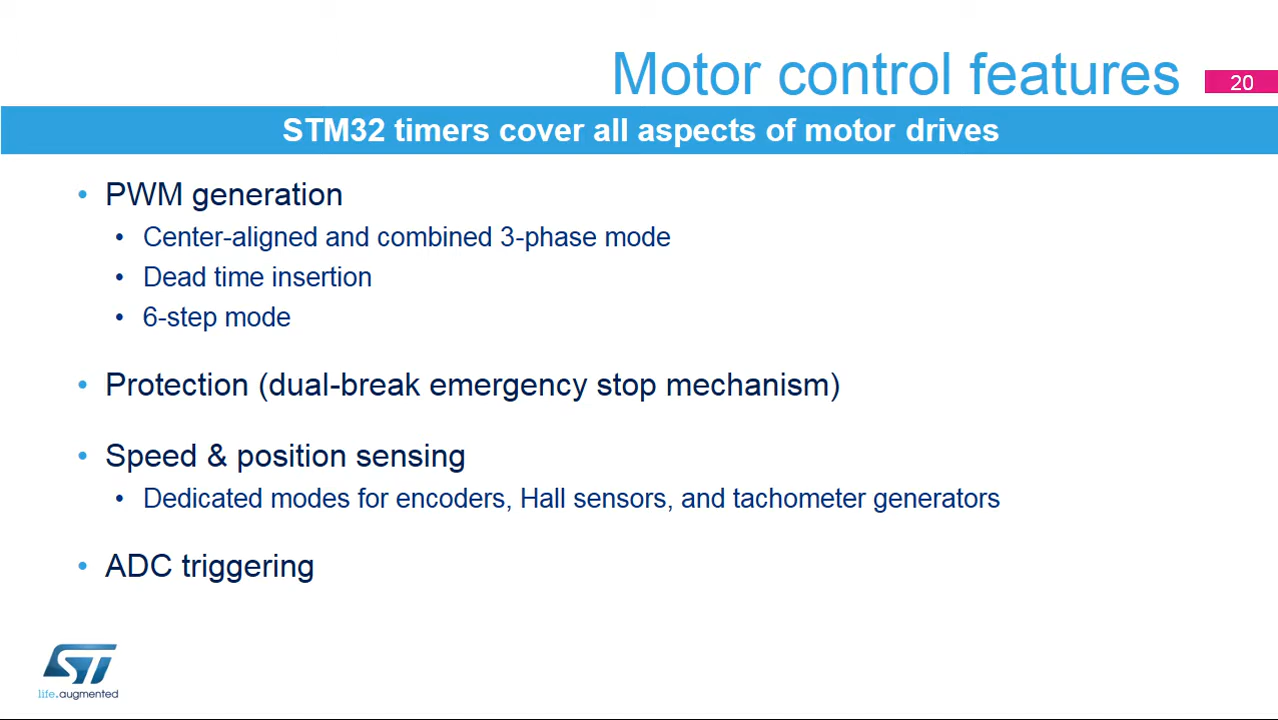 Motor control features
20
STM32 timers cover all aspects of motor drives
• PWM generation
• Center-aligned and combined 3-phase mode
• Dead time insertion
• 6-step mode
• Protection (dual-break emergency stop mechanism)
• Speed & position sensing
• Dedicated modes for encoders, Hall sensors, and tachometer generators
• ADC triggering
ST
life.augmented